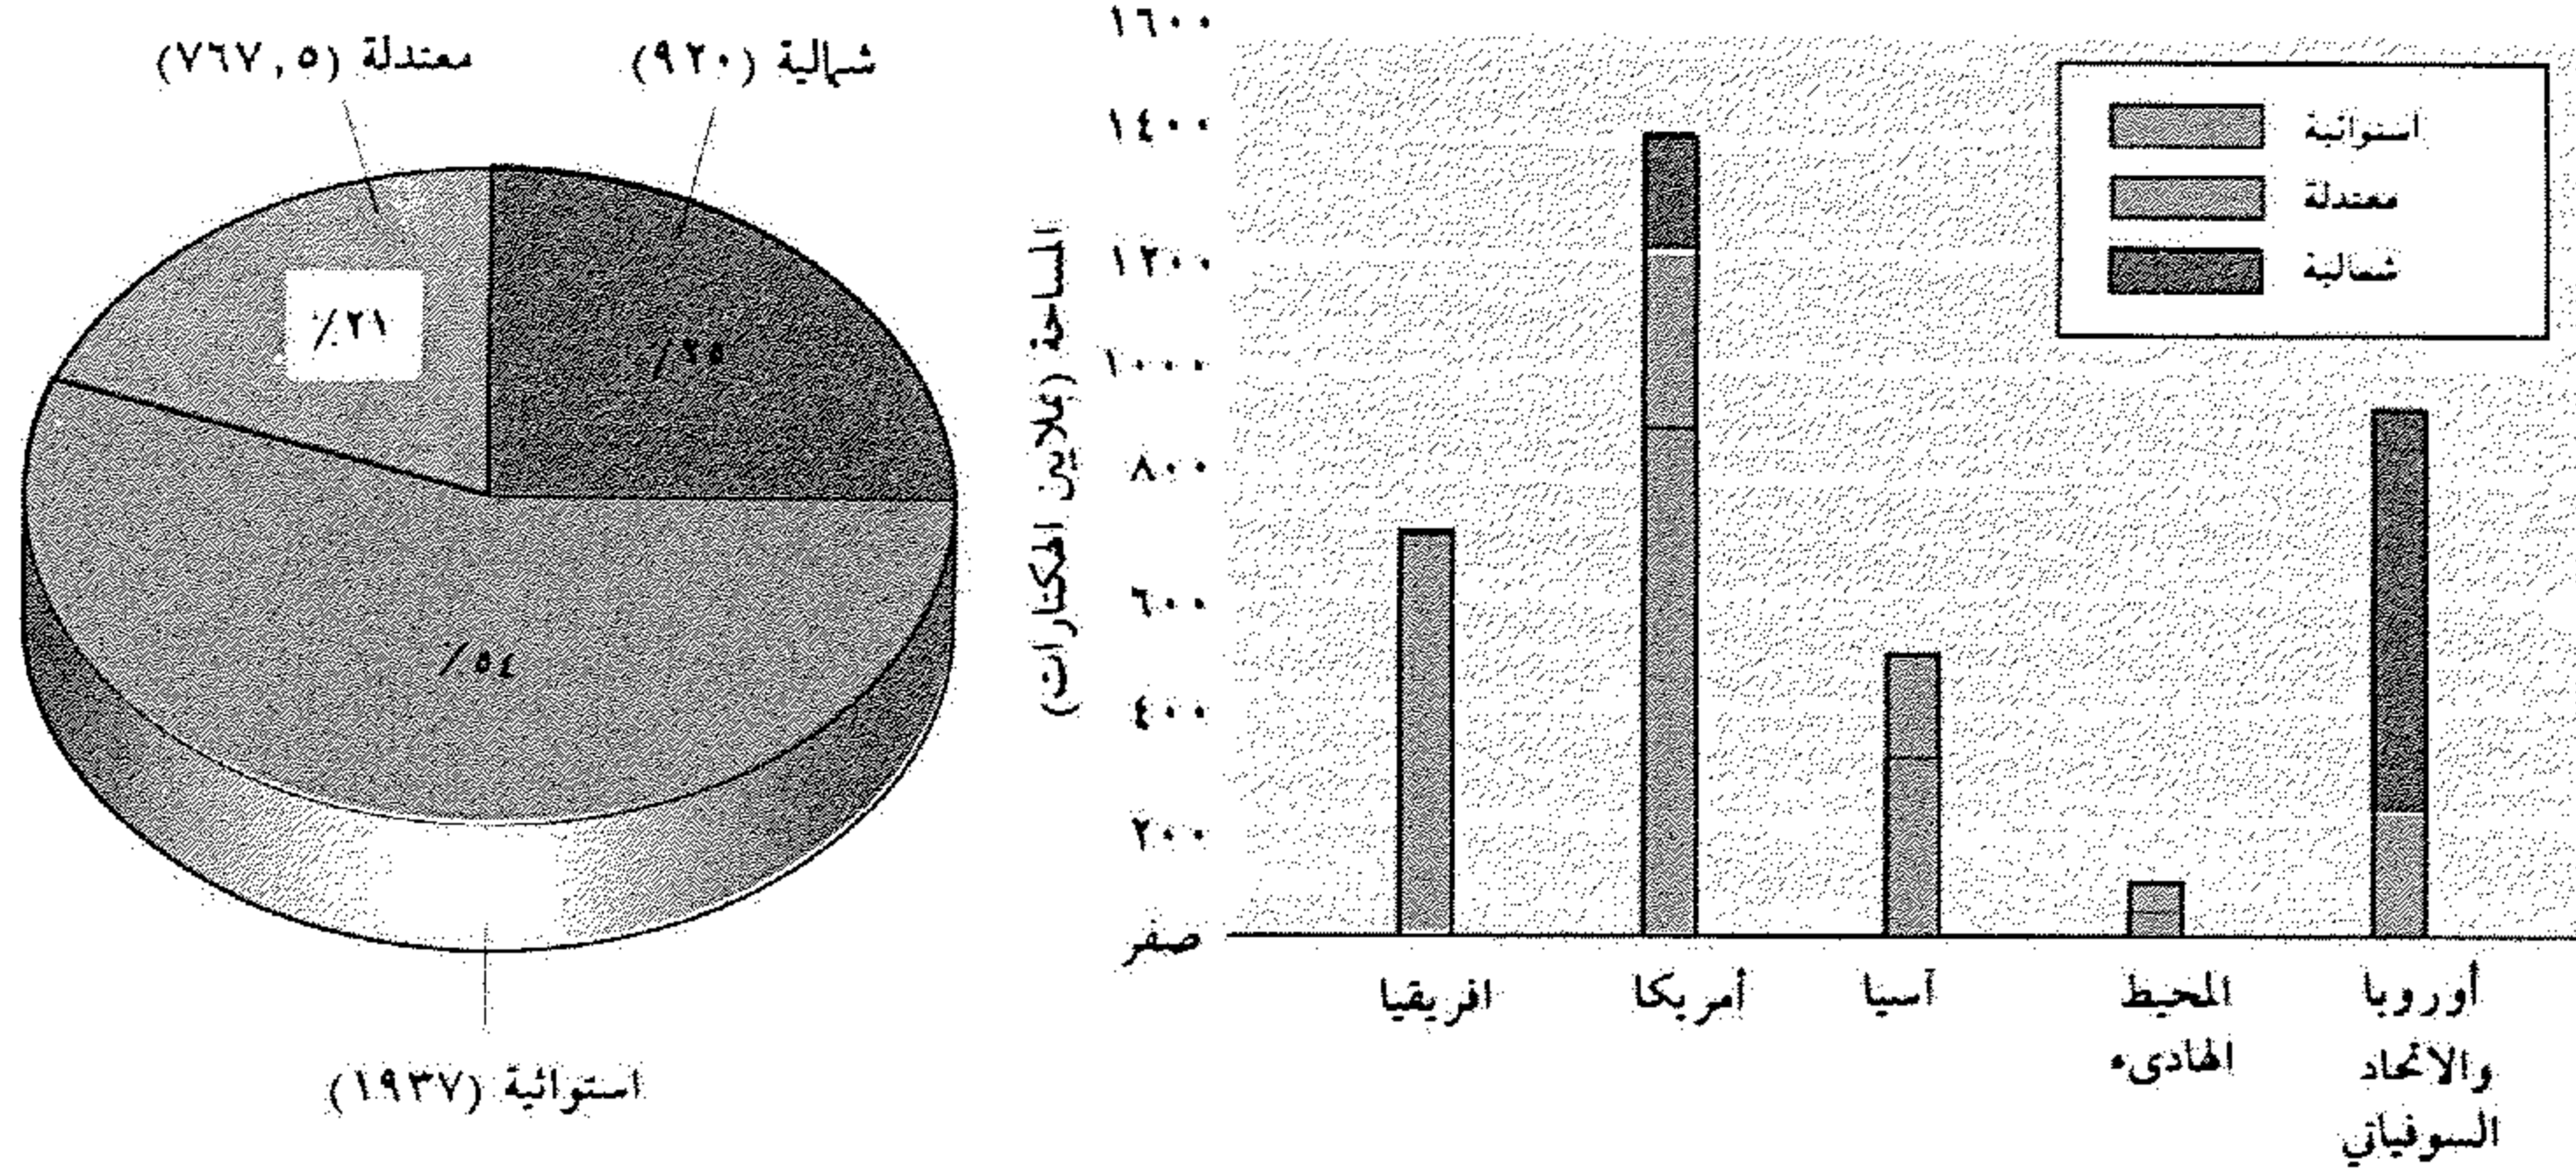 شمالية (٩٢٠)
معتدلة (٧٦٧,٥)
٢٥٪
٢١٪
٥٤٪
استوائية (١٩٣٧)
المساحة (بملايين الهكتارات)
١٦٠٠
١٤٠٠
١٢٠٠
١٠٠٠
٨٠٠
٦٠٠
٤٠٠
٢٠٠
صفر
استوائية
معتدلة
شمالية
افريقيا
أمريكا
آسيا
المحيط
الهادىء
أوروبا
والاتحاد
السوفياتي